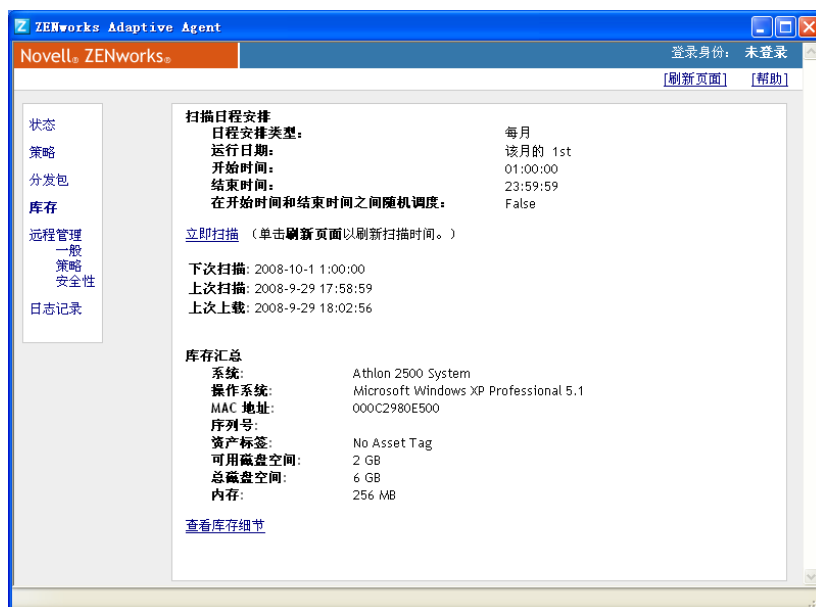 ZENworks Adaptive Agent
Novell® ZENworks®
登录身份： 未登录
[刷新页面] [帮助]
状态
策略
分发包
库存
远程管理
一般
策略
安全性
日志记录
扫描日程安排
日程安排类型： 每月
运行日期： 该月的 1st
开始时间： 01:00:00
结束时间： 23:59:59
在开始时间和结束时间之间随机调度： False
立即扫描 （单击刷新页面以刷新扫描时间。）
下次扫描: 2008-10-1 1:00:00
上次扫描: 2008-9-29 17:58:59
上次上载: 2008-9-29 18:02:56
库存汇总
系统: Athlon 2500 System
操作系统: Microsoft Windows XP Professional 5.1
MAC 地址: 000C2980E500
序列号:
资产标签: No Asset Tag
可用磁盘空间: 2 GB
总磁盘空间: 6 GB
内存: 256 MB
查看库存细节